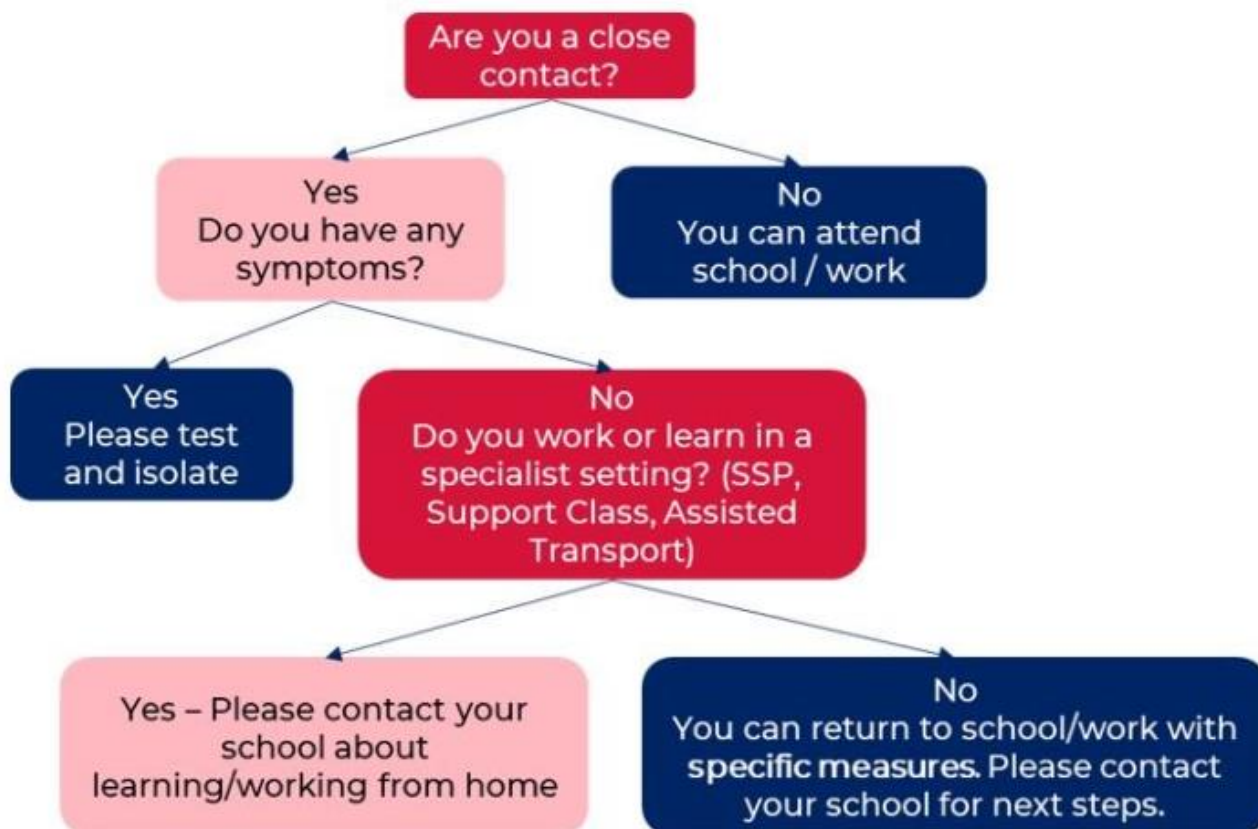 Are you a close
contact?
Yes
Do you have any
symptoms?
No
You can attend
school / work
Yes
Please test
and isolate
No
Do you work or learn in a
specialist setting? (SSP,
Support Class, Assisted
Transport)
Yes – Please contact your
school about
learning/working from home
No
You can return to school/work with
specific measures. Please contact
your school for next steps.